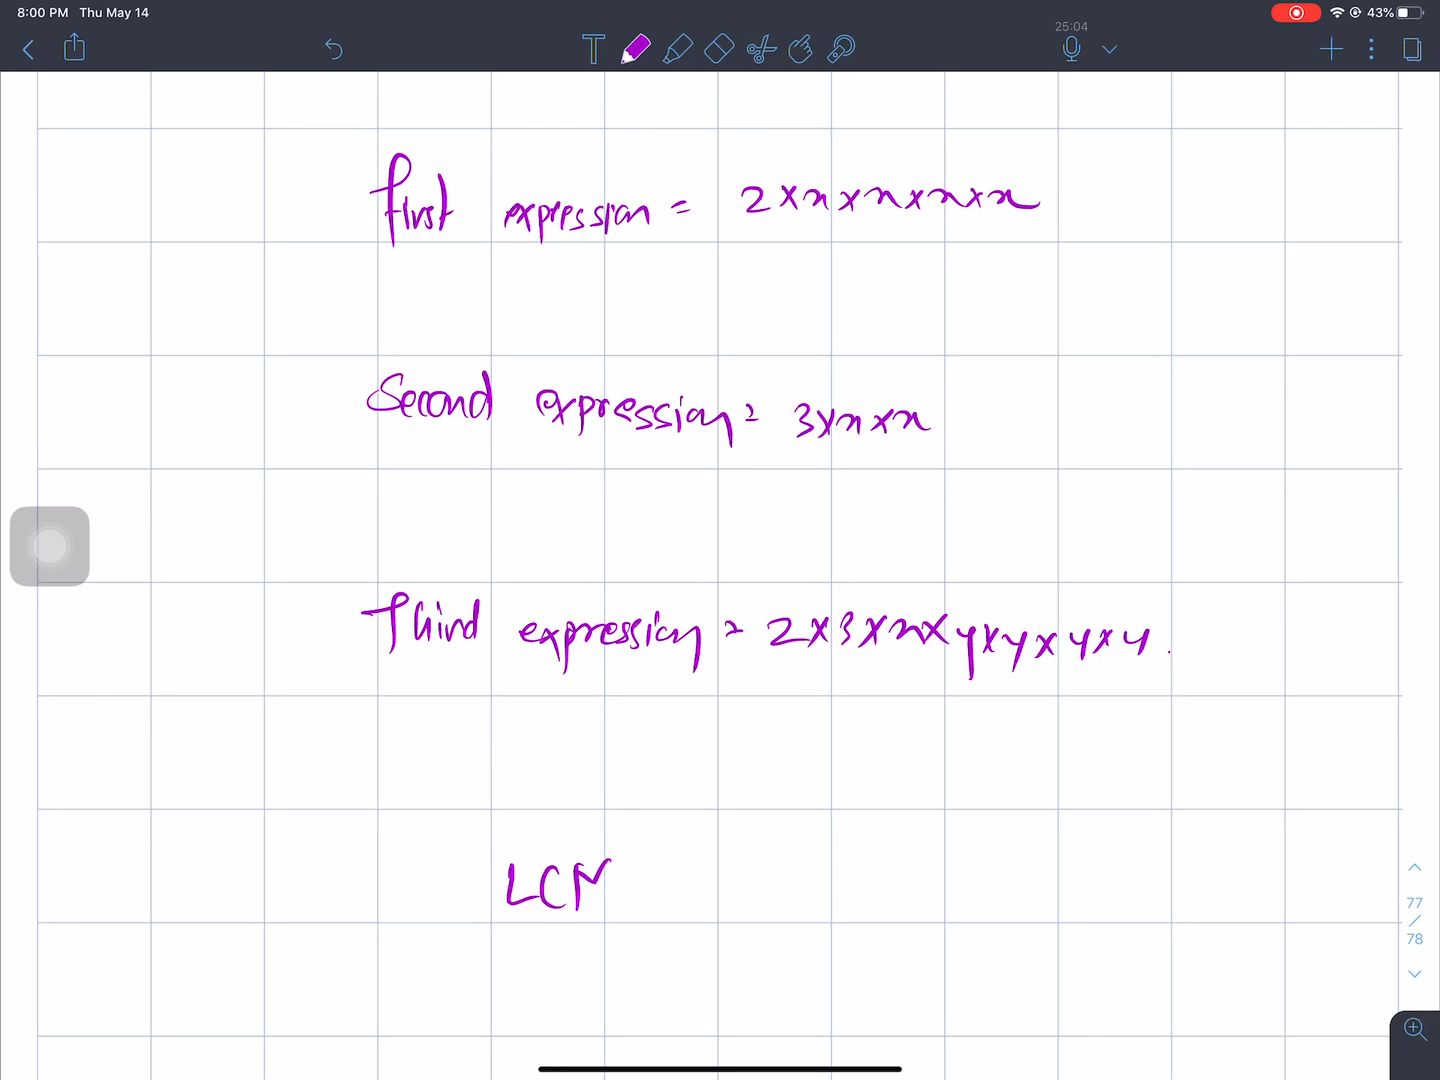 8:00 PM Thu May 14
43%
25:04
First expression = 2×x×x×x×x
Second expression = 3×x×x
Third expression = 2×3×x×y×y×y×y.
LCM
77
/
78